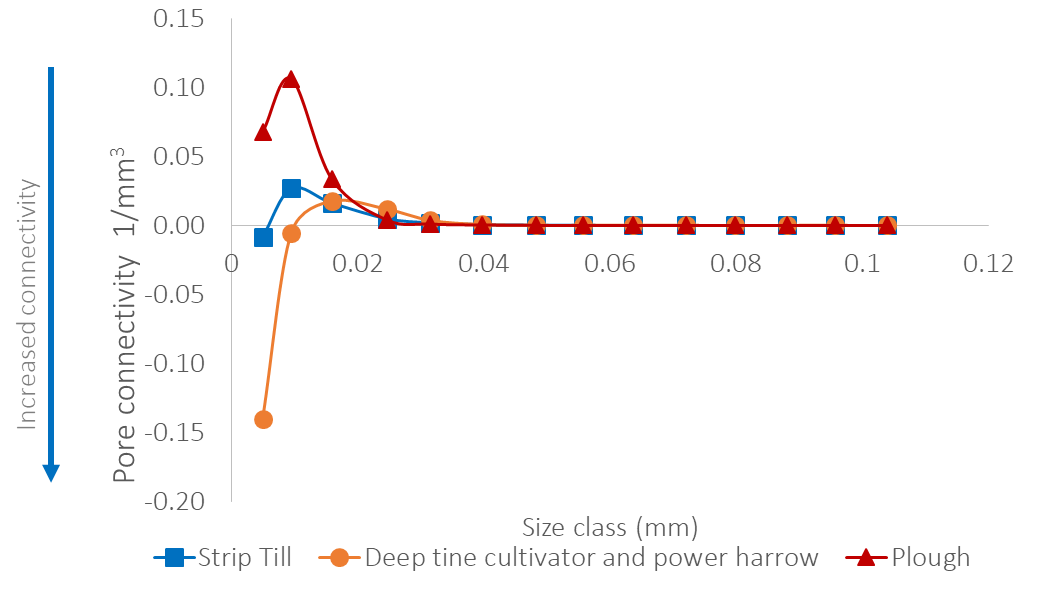 Increased connectivity
Pore connectivity 1/mm³
0.15
0.10
0.05
0.00
-0.05
-0.10
-0.15
-0.20
0 0.02 0.04 0.06 0.08 0.1 0.12
Size class (mm)
Strip Till Deep tine cultivator and power harrow Plough